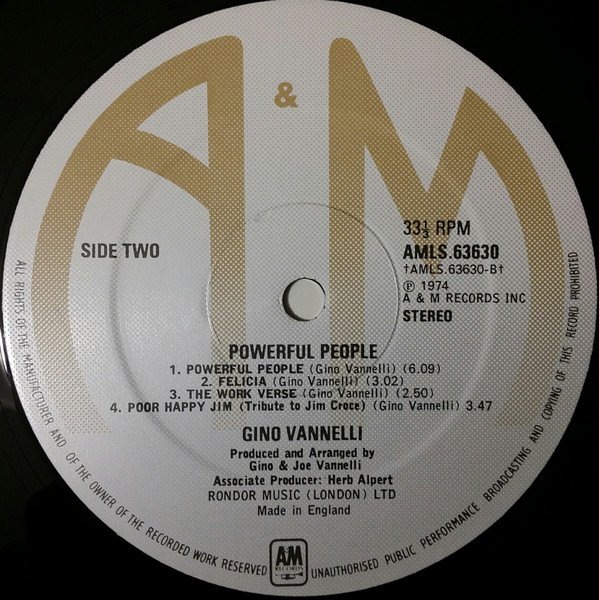 A & M
SIDE TWO
33⅓ RPM
AMLS.63630
†AMLS.63630-B†
℗ 1974
A & M RECORDS INC
STEREO
POWERFUL PEOPLE
1. POWERFUL PEOPLE (Gino Vannelli) (6.09)
2. FELICIA (Gino Vannelli) (3.02)
3. THE WORK VERSE (Gino Vannelli) (2.50)
4. POOR HAPPY JIM (Tribute to Jim Croce) (Gino Vannelli) 3.47
GINO VANNELLI
Produced and Arranged by
Gino & Joe Vannelli
Associate Producer: Herb Alpert
RONDOR MUSIC (LONDON) LTD
Made in England
ALL RIGHTS OF THE MANUFACTURER AND OF THE OWNER OF THE RECORDED WORK RESERVED
AM
RECORDS
UNAUTHORISED PUBLIC PERFORMANCE BROADCASTING AND COPYING OF THIS RECORD PROHIBITED